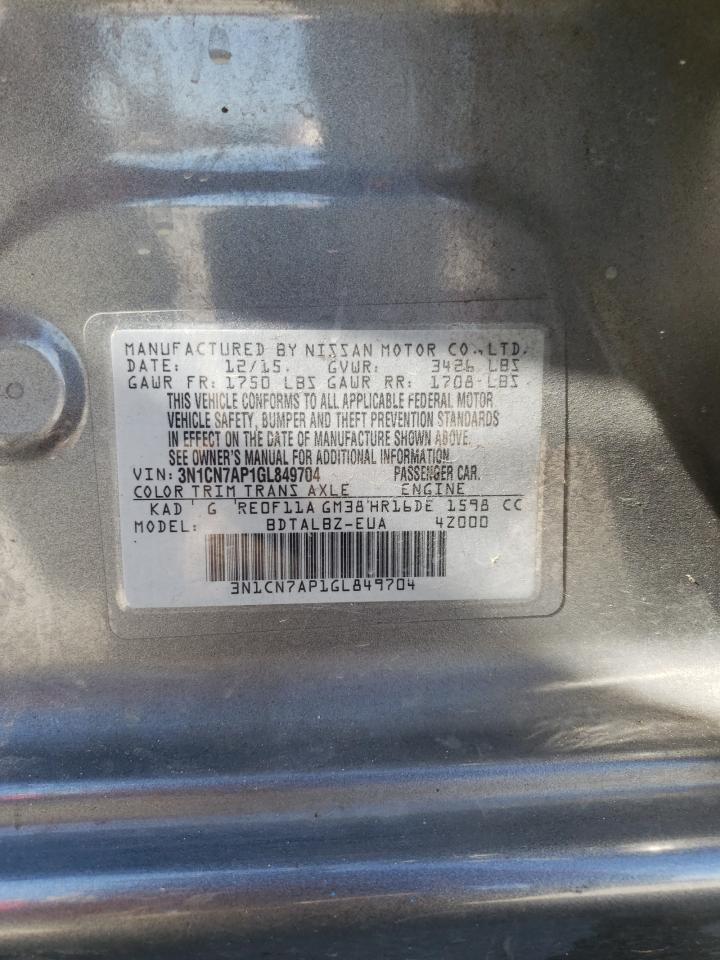 MANUFACTURED BY NISSAN MOTOR CO.,LTD.
DATE: 12/15. GVWR: 3426 LBS
GAWR FR: 1750 LBS GAWR RR: 1708-LBS
THIS VEHICLE CONFORMS TO ALL APPLICABLE FEDERAL MOTOR
VEHICLE SAFETY, BUMPER AND THEFT PREVENTION STANDARDS
IN EFFECT ON THE DATE OF MANUFACTURE SHOWN ABOVE.
SEE OWNER'S MANUAL FOR ADDITIONAL INFORMATION.
VIN: 3N1CN7AP1GL849704 PASSENGER CAR.
COLOR TRIM TRANS AXLE ENGINE
KAD G RE0F11A GM38 HR16DE 1598 CC
MODEL: BDTALBZ-EUA 4Z000
3N1CN7AP1GL849704